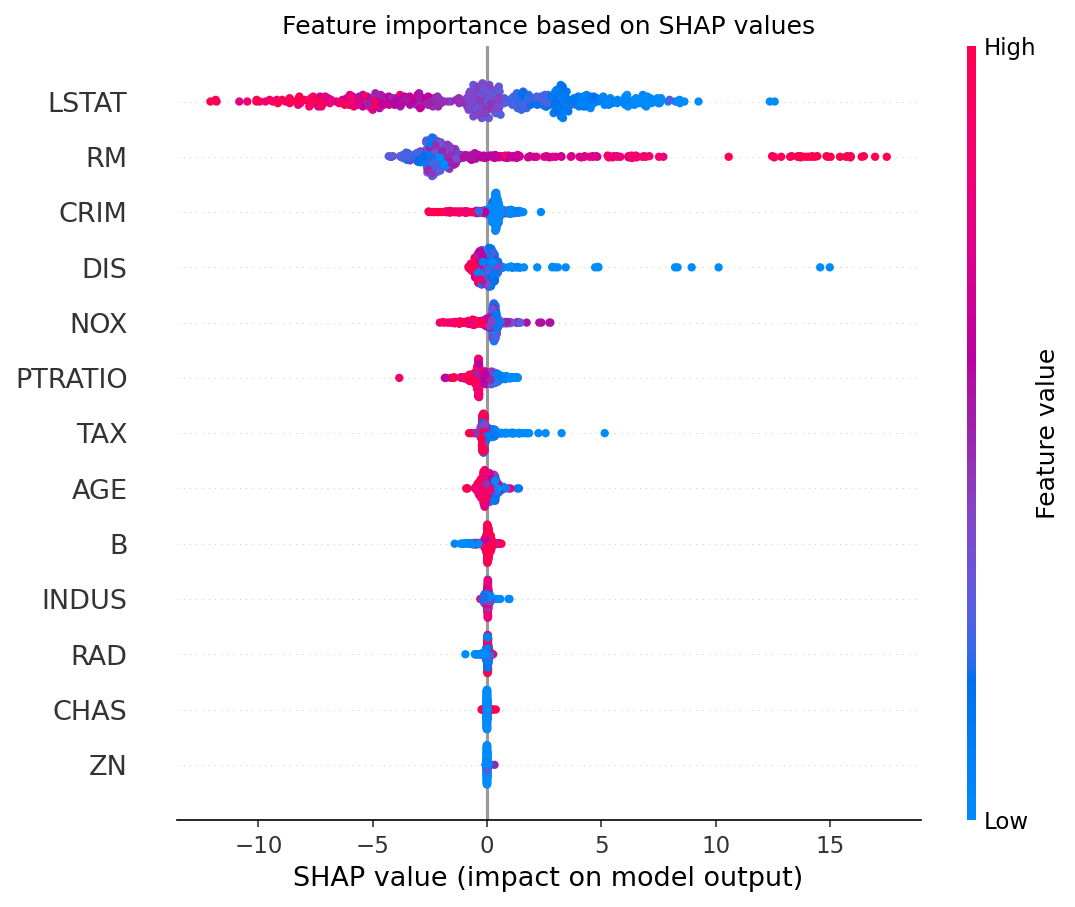 Feature importance based on SHAP values
High
LSTAT
RM
CRIM
DIS
NOX
PTRATIO
TAX
AGE
B
INDUS
RAD
CHAS
ZN
Feature value
Low
−10 −5 0 5 10 15
SHAP value (impact on model output)